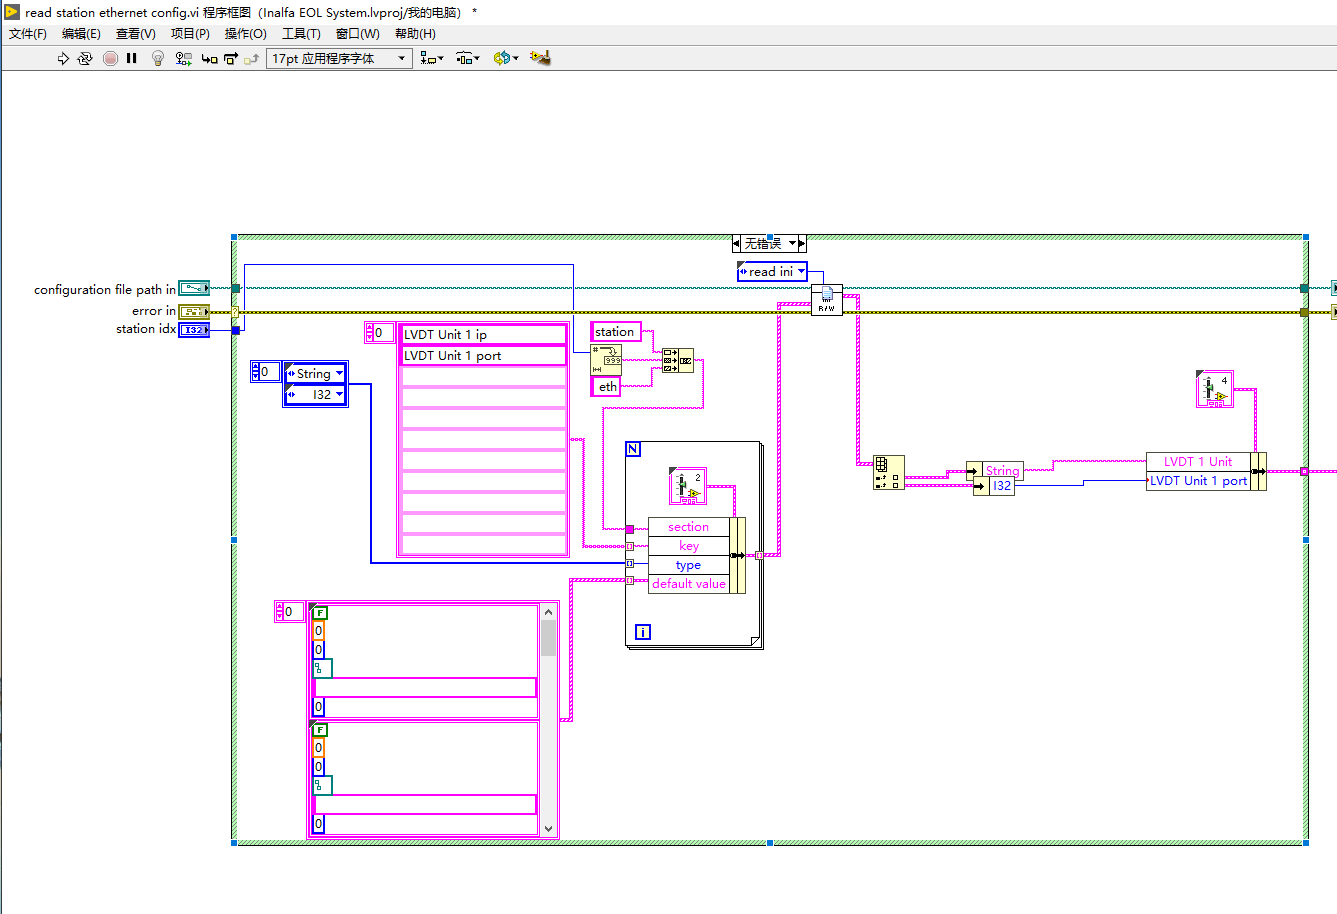 read station ethernet config.vi 程序框图（Inalfa EOL System.lvproj/我的电脑） *
文件(F) 编辑(E) 查看(V) 项目(P) 操作(O) 工具(T) 窗口(W) 帮助(H)
17pt 应用程序字体
无错误
read ini
configuration file path in
R/W
error in
station idx
I32
0
LVDT Unit 1 ip
LVDT Unit 1 port
station
999
eth
0
String
I32
4
N
2
String
I32
LVDT 1 Unit
LVDT Unit 1 port
section
key
type
default value
i
0
F
0
0
0
F
0
0
0